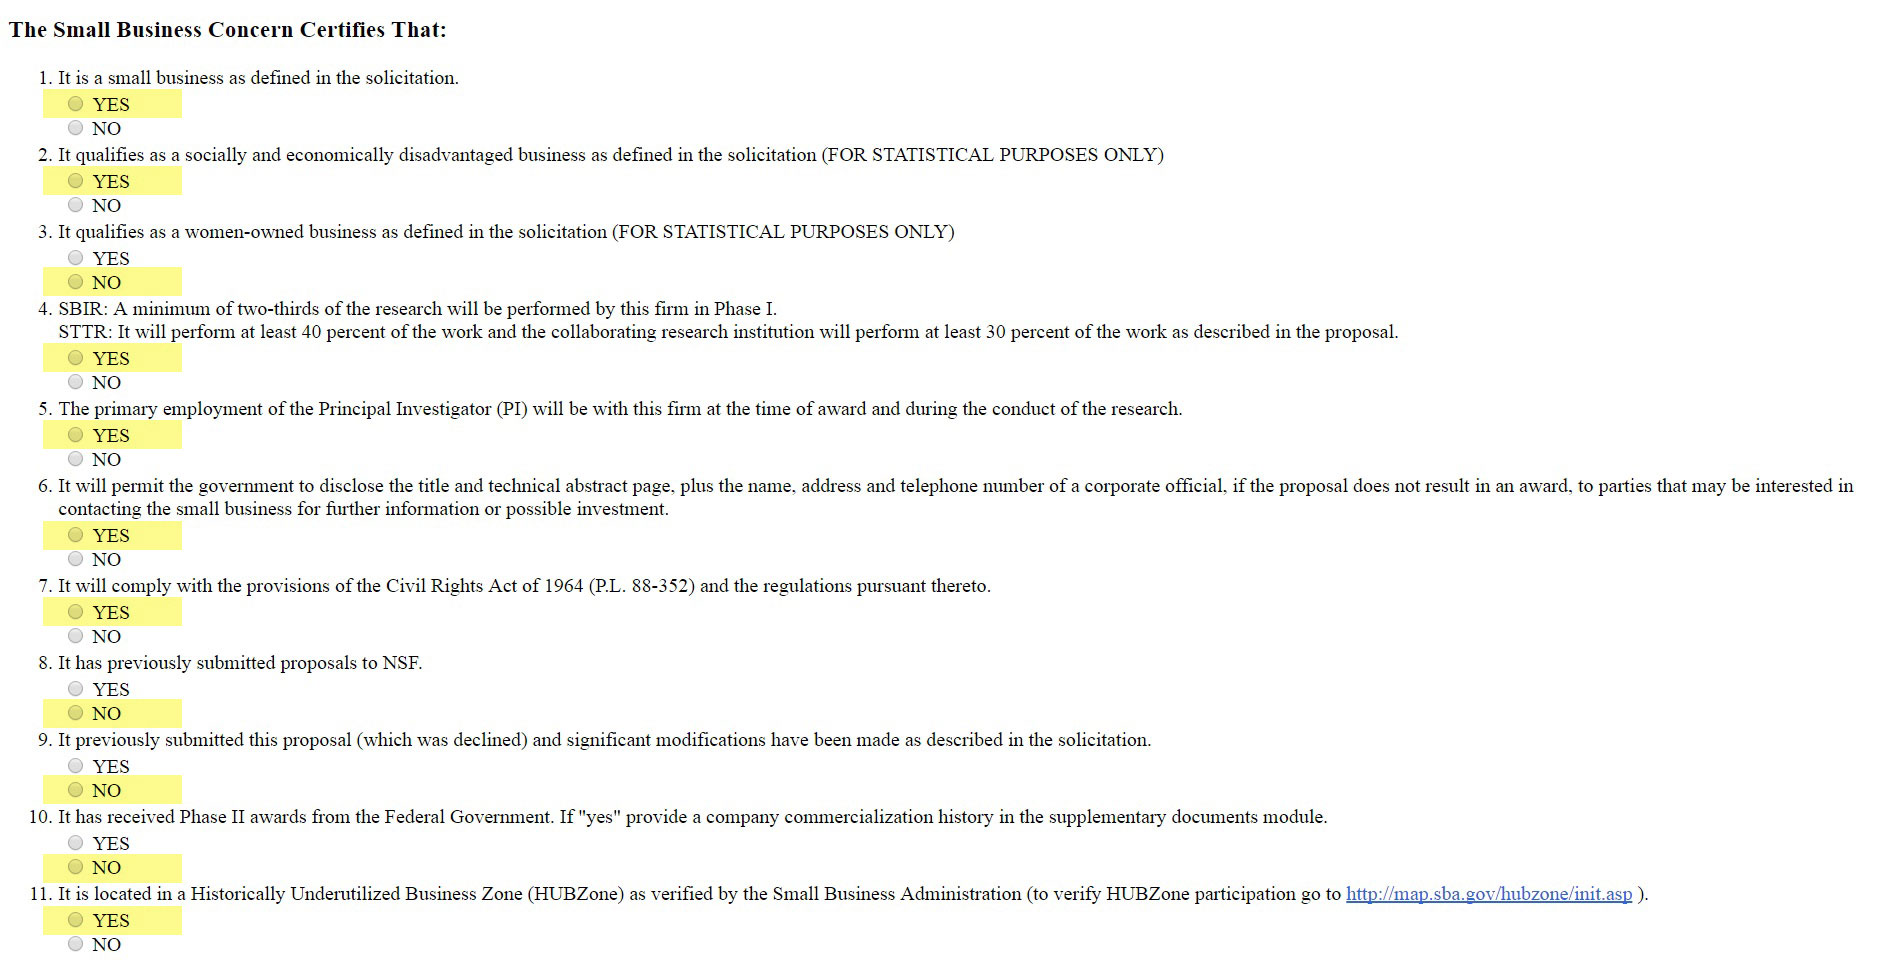 The Small Business Concern Certifies That:
1. It is a small business as defined in the solicitation.
YES
NO
2. It qualifies as a socially and economically disadvantaged business as defined in the solicitation (FOR STATISTICAL PURPOSES ONLY)
YES
NO
3. It qualifies as a women-owned business as defined in the solicitation (FOR STATISTICAL PURPOSES ONLY)
YES
NO
4. SBIR: A minimum of two-thirds of the research will be performed by this firm in Phase I.
STTR: It will perform at least 40 percent of the work and the collaborating research institution will perform at least 30 percent of the work as described in the proposal.
YES
NO
5. The primary employment of the Principal Investigator (PI) will be with this firm at the time of award and during the conduct of the research.
YES
NO
6. It will permit the government to disclose the title and technical abstract page, plus the name, address and telephone number of a corporate official, if the proposal does not result in an award, to parties that may be interested in
contacting the small business for further information or possible investment.
YES
NO
7. It will comply with the provisions of the Civil Rights Act of 1964 (P.L. 88-352) and the regulations pursuant thereto.
YES
NO
8. It has previously submitted proposals to NSF.
YES
NO
9. It previously submitted this proposal (which was declined) and significant modifications have been made as described in the solicitation.
YES
NO
10. It has received Phase II awards from the Federal Government. If "yes" provide a company commercialization history in the supplementary documents module.
YES
NO
11. It is located in a Historically Underutilized Business Zone (HUBZone) as verified by the Small Business Administration (to verify HUBZone participation go to http://map.sba.gov/hubzone/init.asp ).
YES
NO